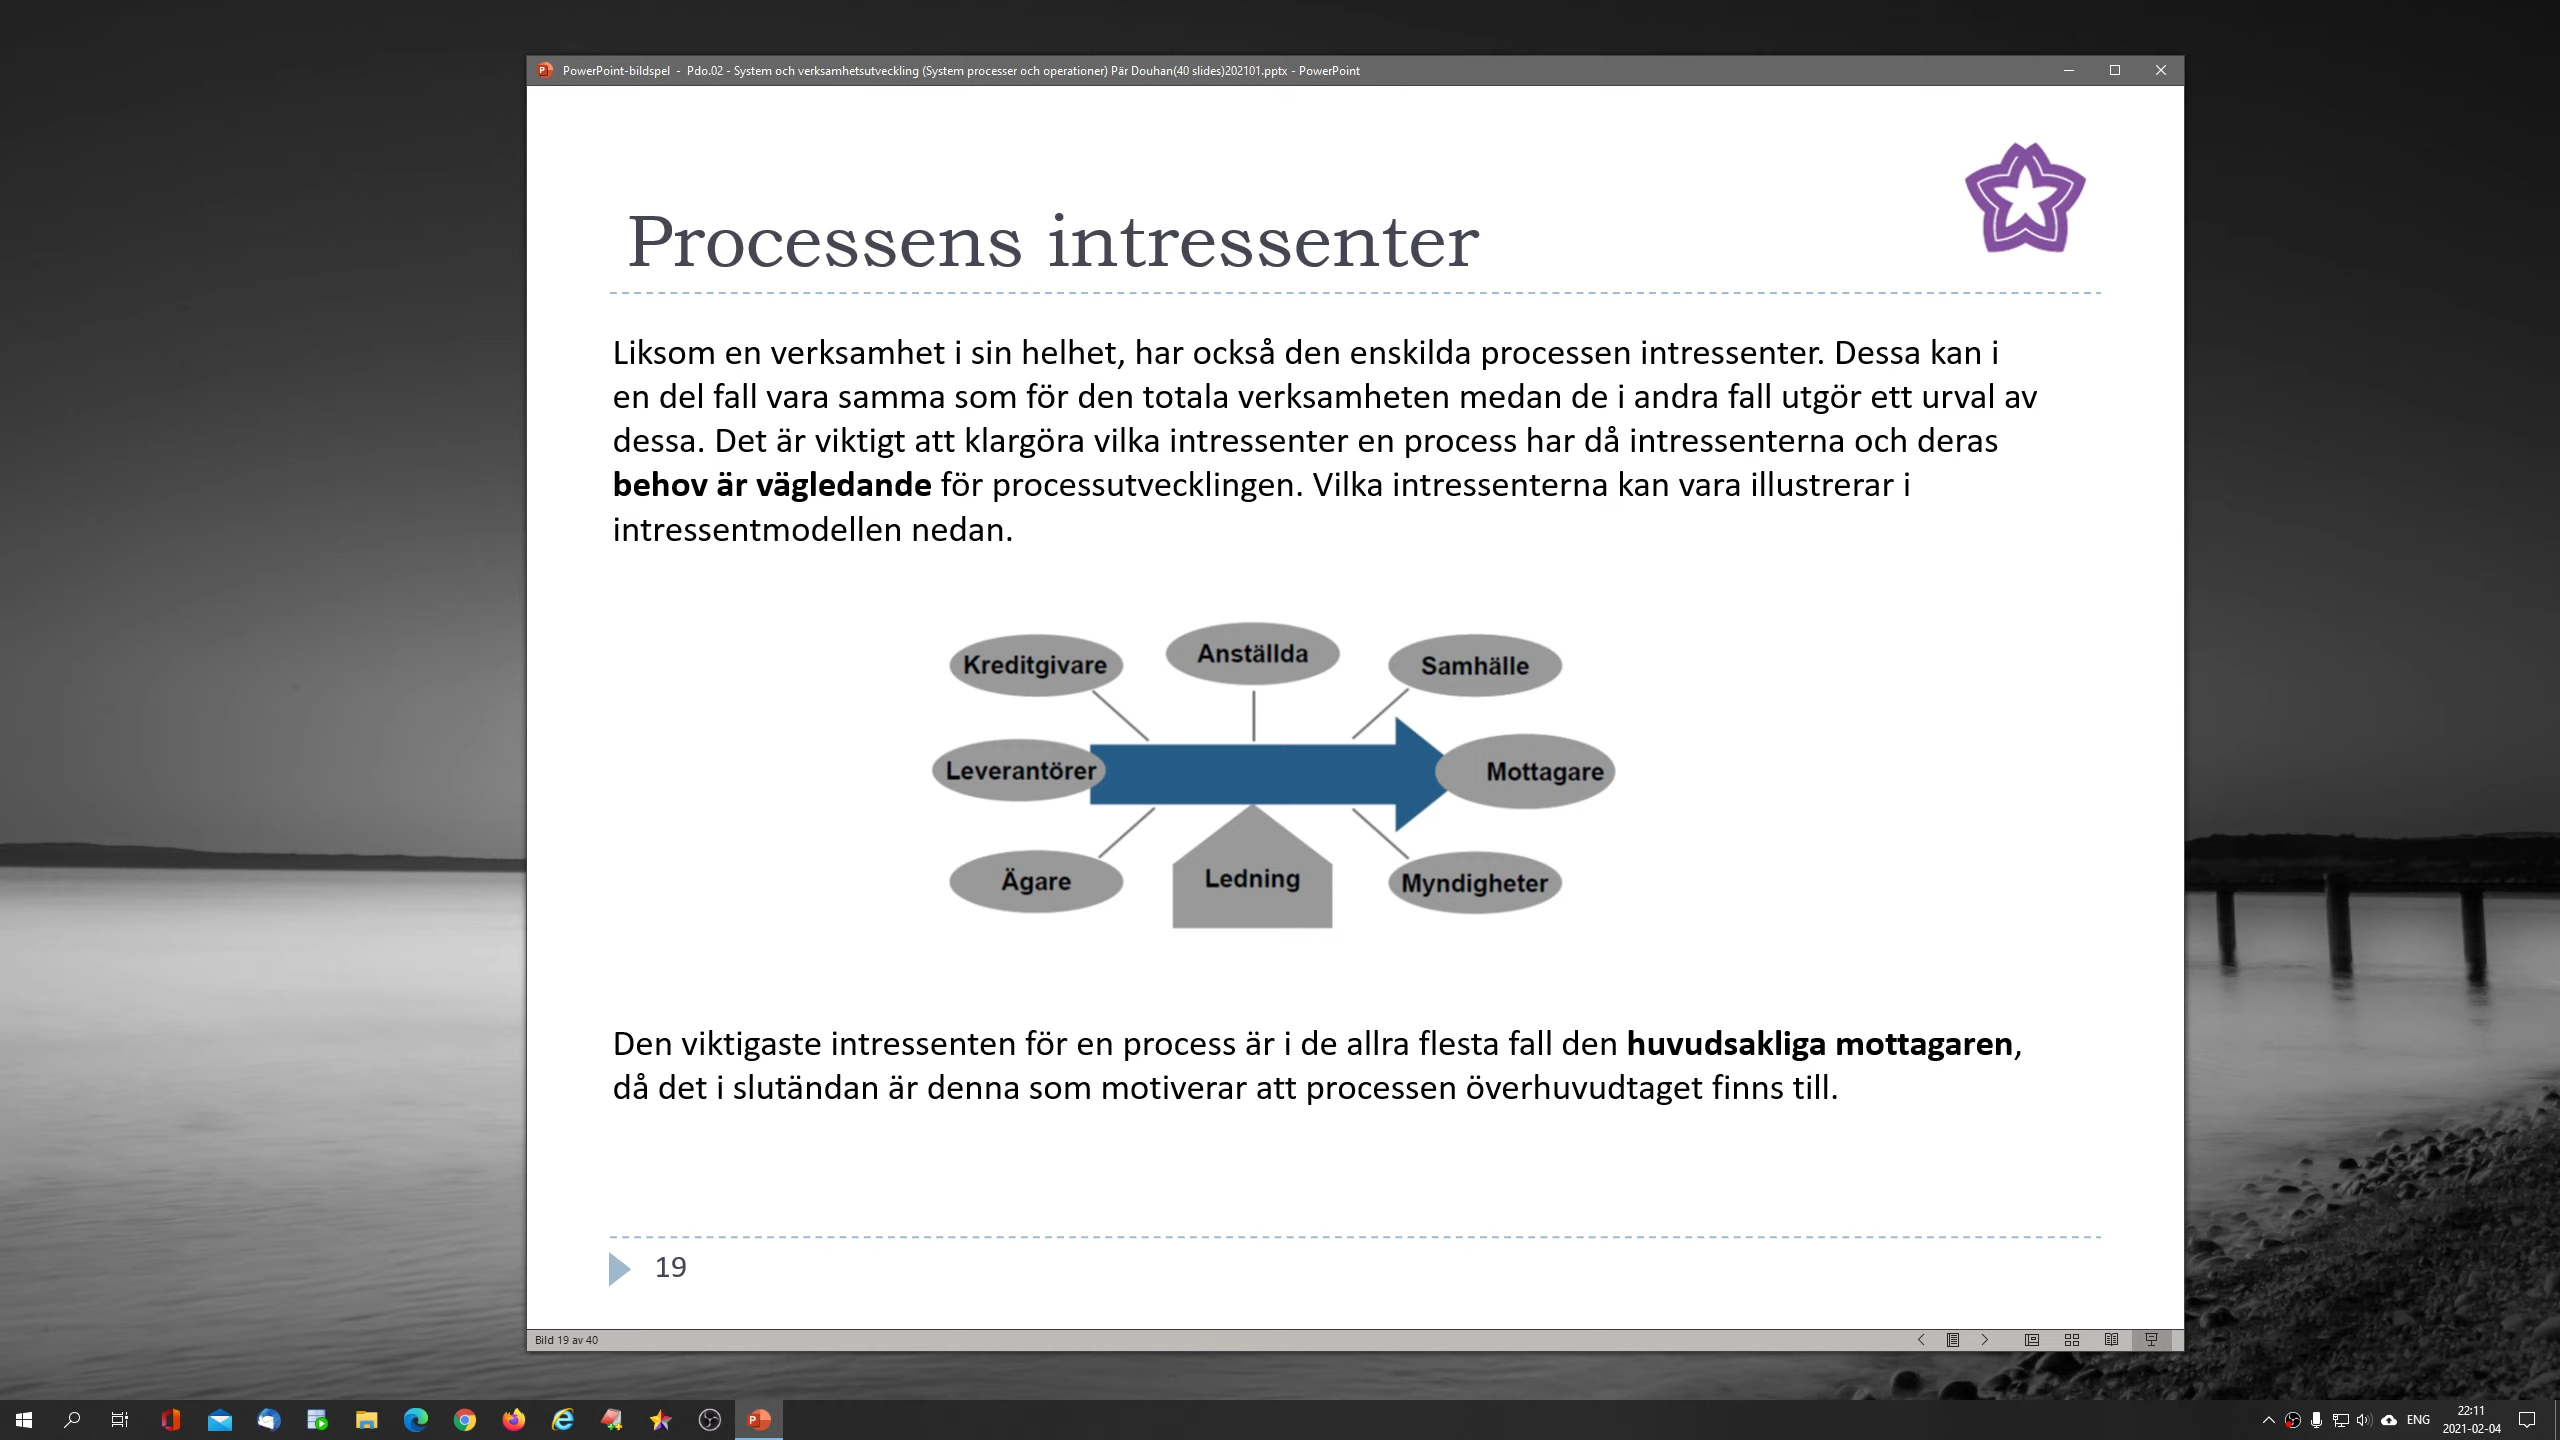 PowerPoint-bildspel - Pdo.02 - System och verksamhetsutveckling (System processer och operationer) Pär Douhan(40 slides)202101.pptx - PowerPoint
Processens intressenter
Liksom en verksamhet i sin helhet, har också den enskilda processen intressenter. Dessa kan i
en del fall vara samma som för den totala verksamheten medan de i andra fall utgör ett urval av
dessa. Det är viktigt att klargöra vilka intressenter en process har då intressenterna och deras
behov är vägledande för processutvecklingen. Vilka intressenterna kan vara illustrerar i
intressentmodellen nedan.
Kreditgivare
Anställda
Samhälle
Leverantörer
Mottagare
Ägare
Ledning
Myndigheter
Den viktigaste intressenten för en process är i de allra flesta fall den huvudsakliga mottagaren,
då det i slutändan är denna som motiverar att processen överhuvudtaget finns till.
19
Bild 19 av 40
ENG
22:11
2021-02-04